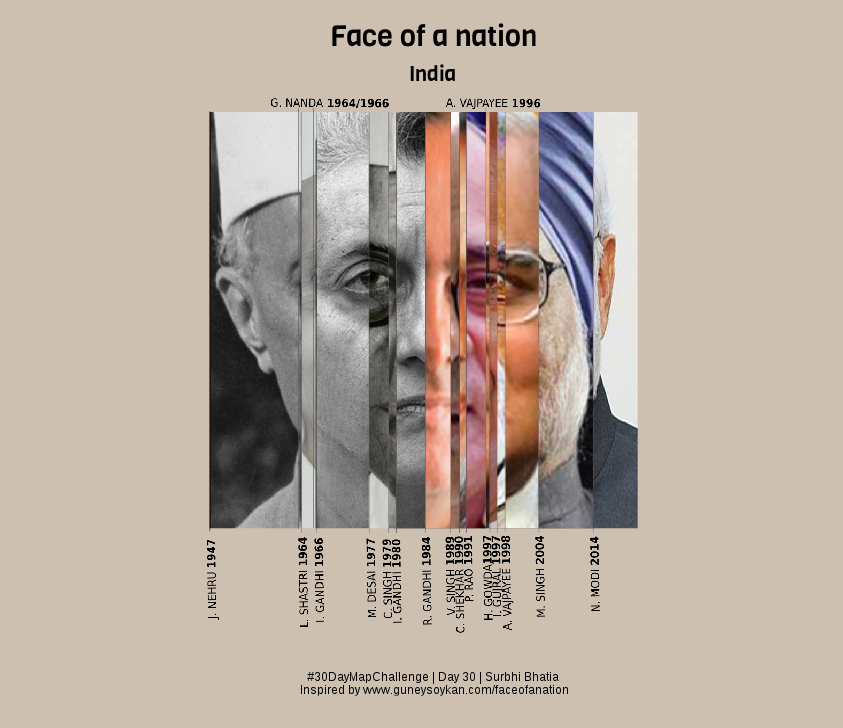 Face of a nation
India
G. NANDA 1964/1966
A. VAJPAYEE 1996
J. NEHRU 1947
L. SHASTRI 1964
I. GANDHI 1966
M. DESAI 1977
C. SINGH 1979
I. GANDHI 1980
R. GANDHI 1984
V. SINGH 1989
C. SHEKHAR 1990
P. RAO 1991
H. GOWDA1997
I. GUJRAL 1997
A. VAJPAYEE 1998
M. SINGH 2004
N. MODI 2014
#30DayMapChallenge | Day 30 | Surbhi Bhatia
Inspired by www.guneysoykan.com/faceofanation